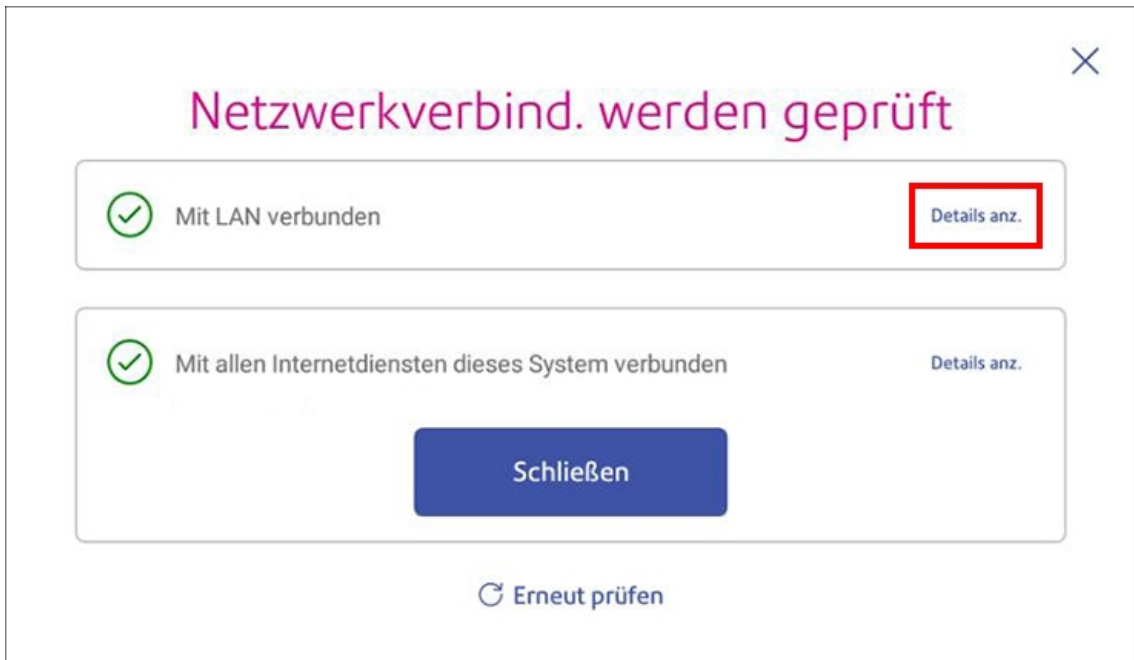 Netzwerkverbind. werden geprüft
Mit LAN verbunden
Details anz.
Mit allen Internetdiensten dieses System verbunden
Details anz.
Schließen
Erneut prüfen